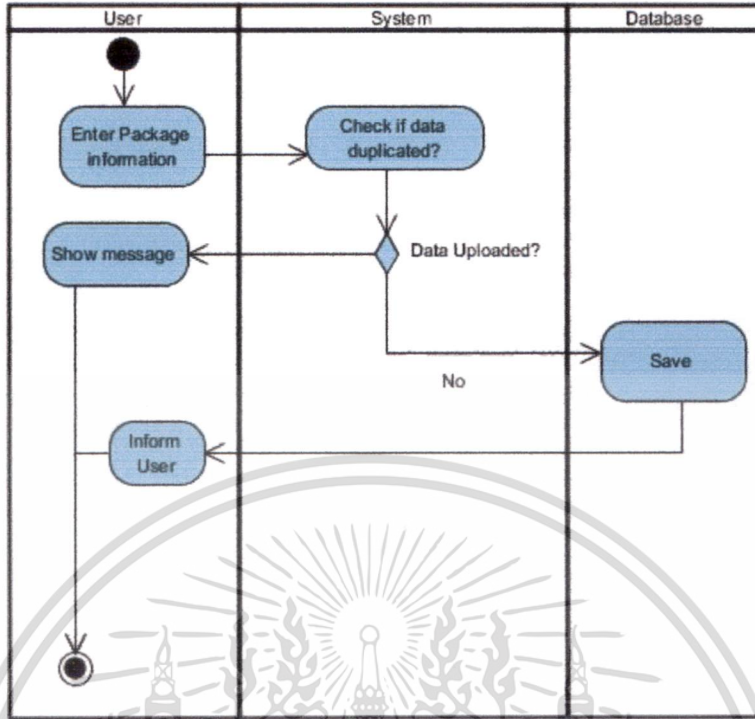 User
System
Database
Enter Package
information
Check if data
duplicated?
Show message
Data Uploaded?
Save
No
Inform
User